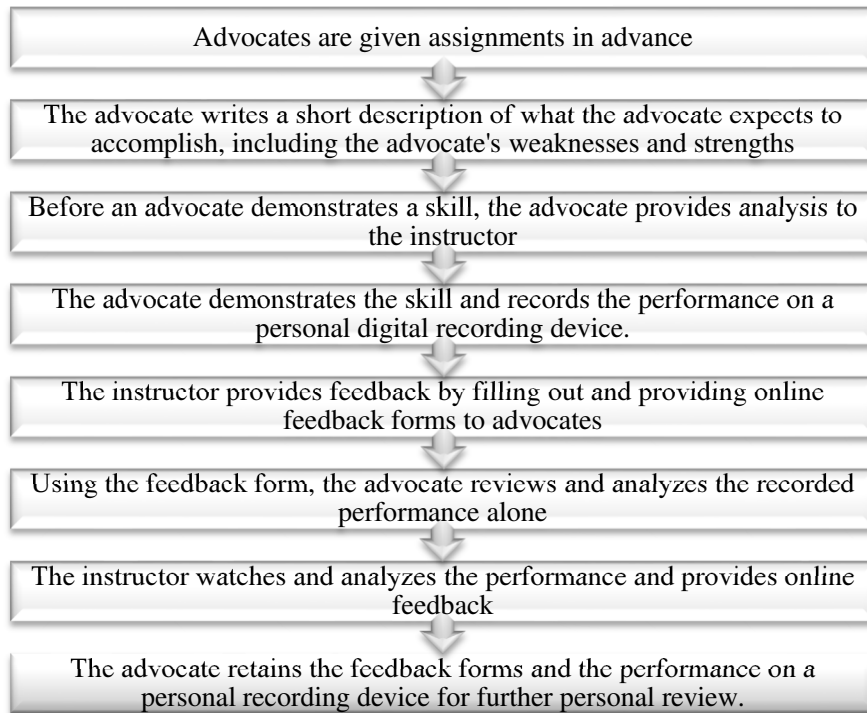 Advocates are given assignments in advance
The advocate writes a short description of what the advocate expects to
accomplish, including the advocate's weaknesses and strengths
Before an advocate demonstrates a skill, the advocate provides analysis to
the instructor
The advocate demonstrates the skill and records the performance on a
personal digital recording device.
The instructor provides feedback by filling out and providing online
feedback forms to advocates
Using the feedback form, the advocate reviews and analyzes the recorded
performance alone
The instructor watches and analyzes the performance and provides online
feedback
The advocate retains the feedback forms and the performance on a
personal recording device for further personal review.